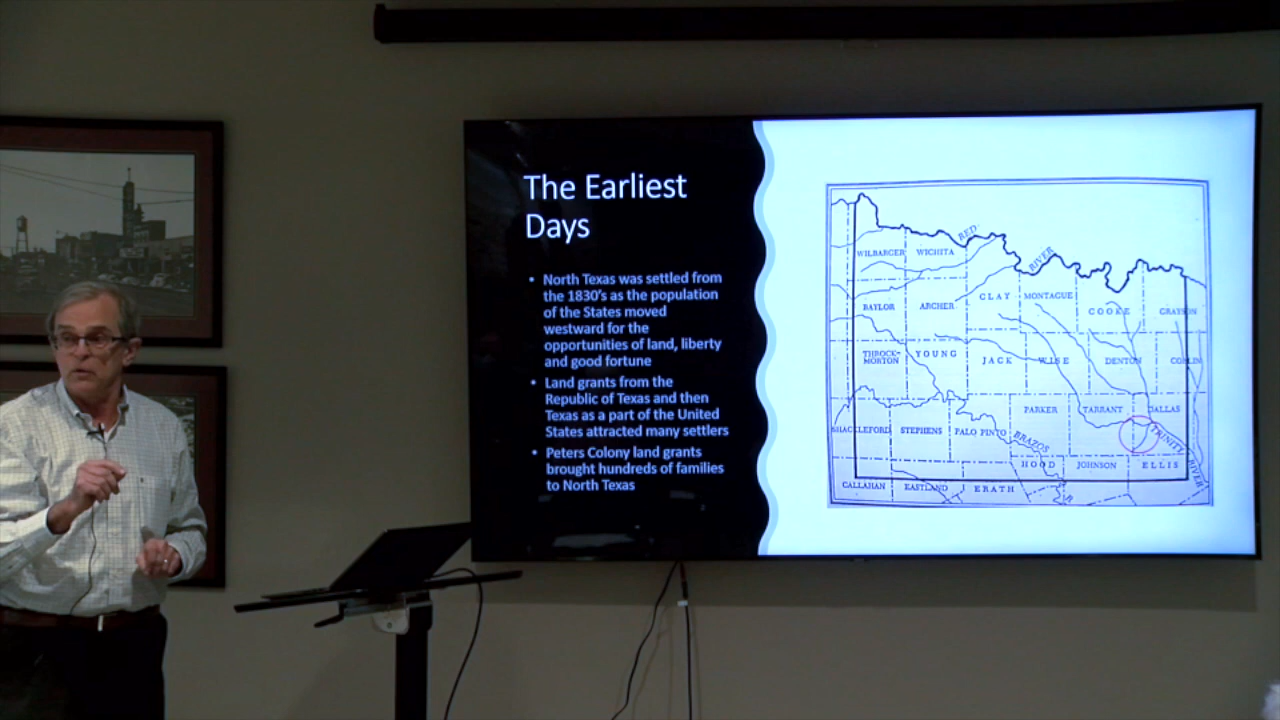 The Earliest
Days
• North Texas was settled from
the 1830's as the population
of the States moved
westward for the
opportunities of land, liberty
and good fortune
• Land grants from the
Republic of Texas and then
Texas as a part of the United
States attracted many settlers
• Peters Colony land grants
brought hundreds of families
to North Texas
RED
RIVER
WILBARGER WICHITA
CLAY MONTAGUE
BAYLOR ARCHER COOKE GRAYSON
THROCK-
MORTON YOUNG JACK WISE DENTON COLLIN
PARKER TARRANT DALLAS
SHACKLEFORD STEPHENS PALO PINTO BRAZOS TRINITY
RIVER
HOOD JOHNSON ELLIS
CALLAHAN EASTLAND ERATH R